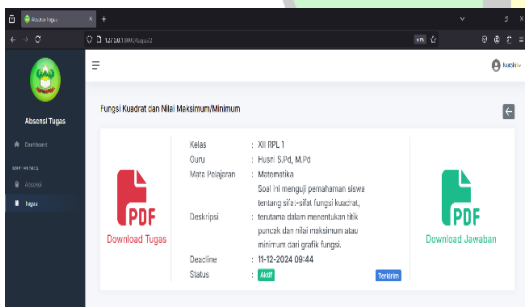 Absensi Tugas
Absensi Tugas
Dashboard
Absensi
Tugas
Fungsi Kuadrat dan Nilai Maksimum/Minimum
Kelas : XII RPL 1
Guru : Husni S.Pd, M.Pd
Mata Pelajaran : Matematika
Deskripsi : Soal ini menguji pemahaman siswa
tentang sifat-sifat fungsi kuadrat,
terutama dalam menentukan titik
puncak dan nilai maksimum atau
minimum dari grafik fungsi.
Deadline : 11-12-2024 09:44
Status : Aktif
Terkirim
PDF
Download Tugas
PDF
Download Jawaban